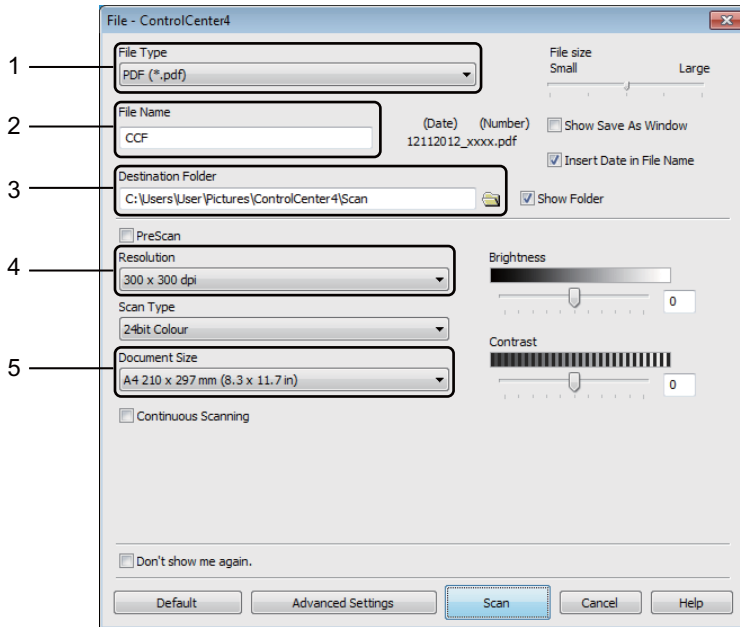 File - ControlCenter4
1
File Type
PDF (*.pdf)
File size
Small Large
2
File Name
CCF
(Date) (Number)
12112012_xxxx.pdf
Show Save As Window
Insert Date in File Name
3
Destination Folder
C:\Users\User\Pictures\ControlCenter4\Scan
Show Folder
PreScan
4
Resolution
300 x 300 dpi
Brightness
0
Scan Type
24bit Colour
Contrast
0
5
Document Size
A4 210 x 297 mm (8.3 x 11.7 in)
Continuous Scanning
Don't show me again.
Default Advanced Settings Scan Cancel Help